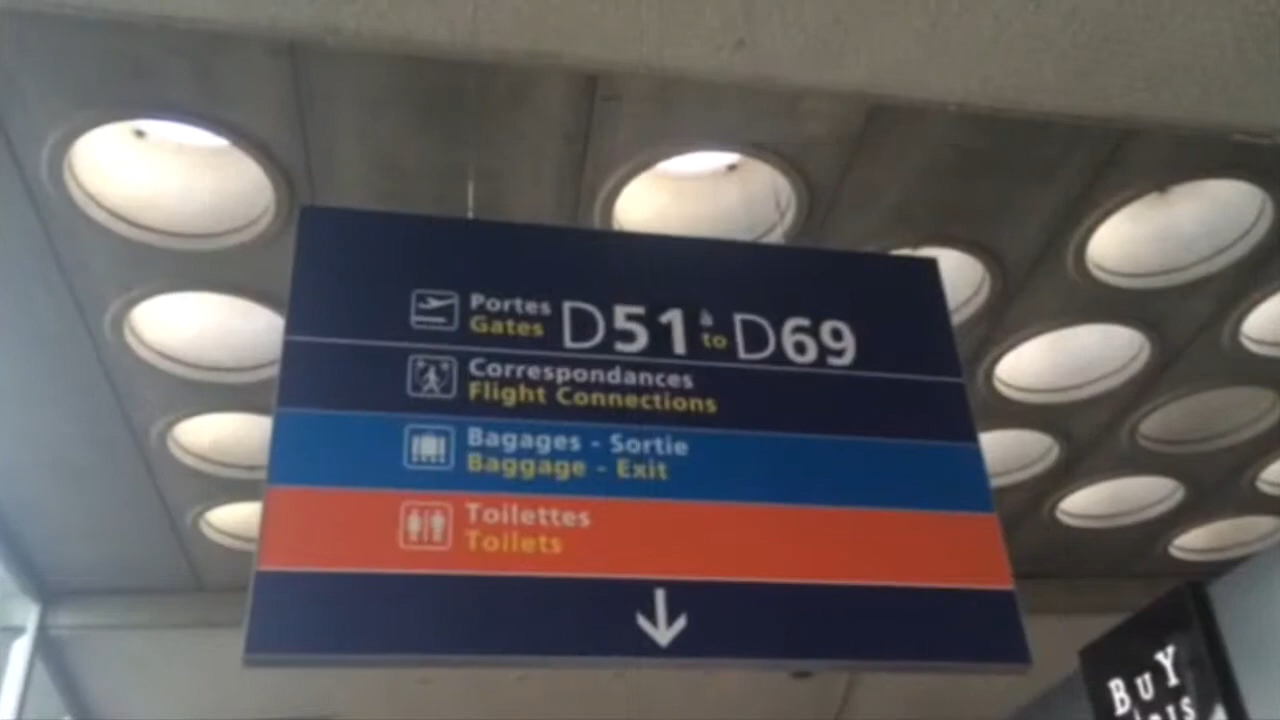 Portes
Gates
D51 à to D69
Correspondances
Flight Connections
Bagages - Sortie
Baggage - Exit
Toilettes
Toilets
BUY